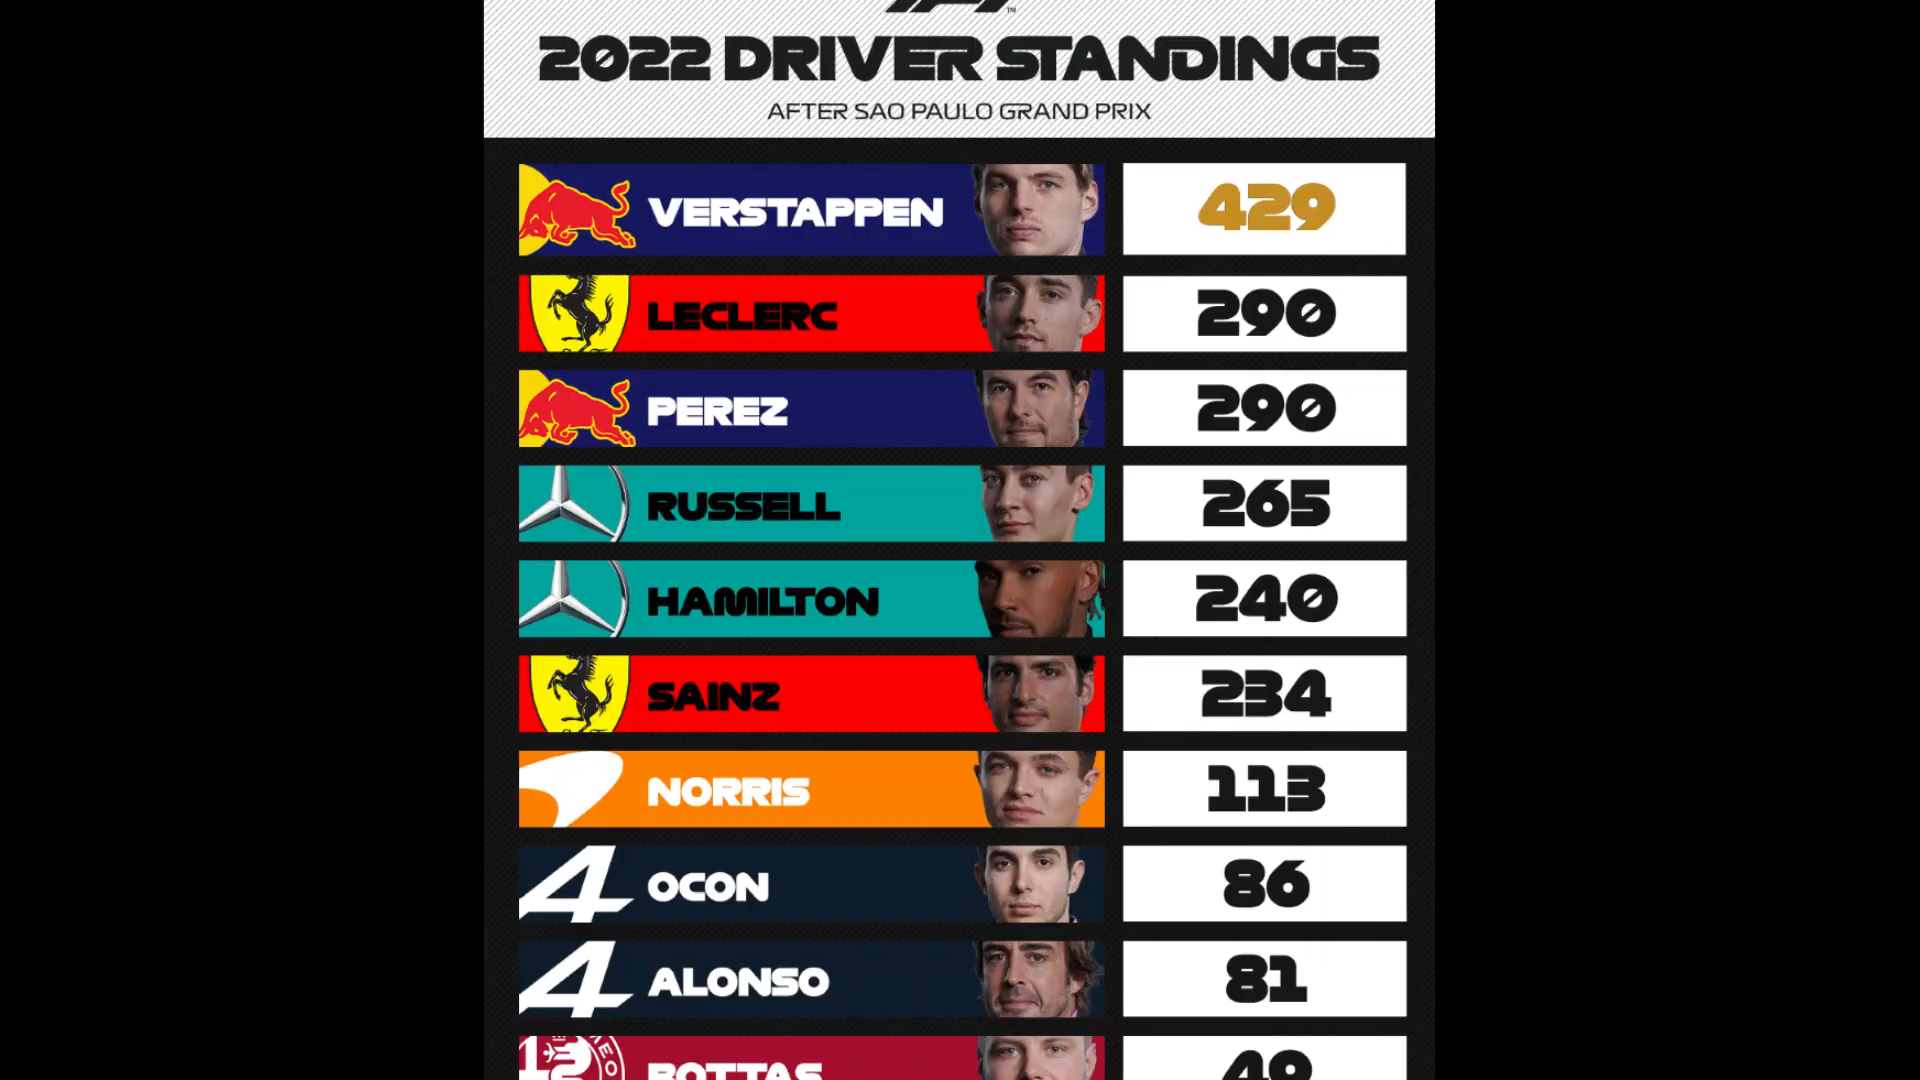 2022 DRIVER STANDINGS
AFTER SAO PAULO GRAND PRIX
VERSTAPPEN 429
LECLERC 290
PEREZ 290
RUSSELL 265
HAMILTON 240
SAINZ 234
NORRIS 113
OCON 86
ALONSO 81
BOTTAS